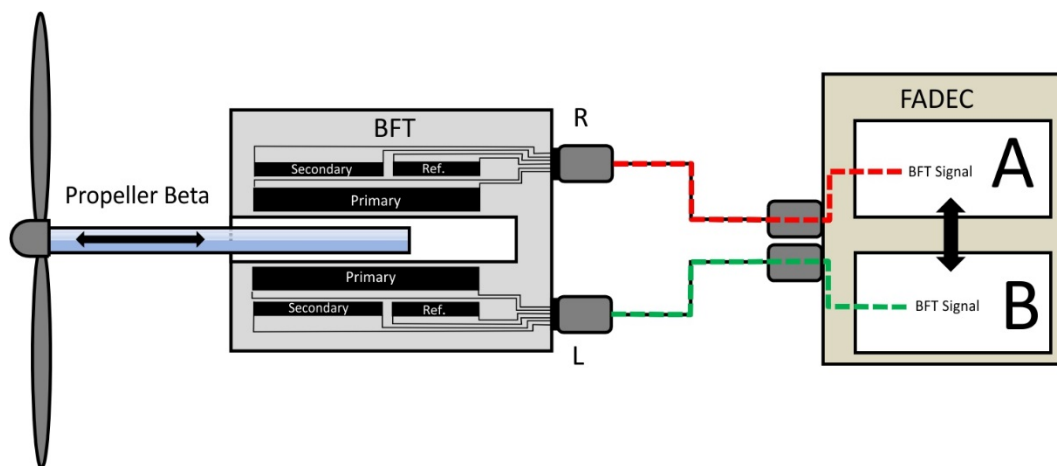 FADEC
R
BFT
A
BFT Signal
Secondary
Ref.
Propeller Beta
Primary
Primary
Secondary
Ref.
BFT Signal
B
L